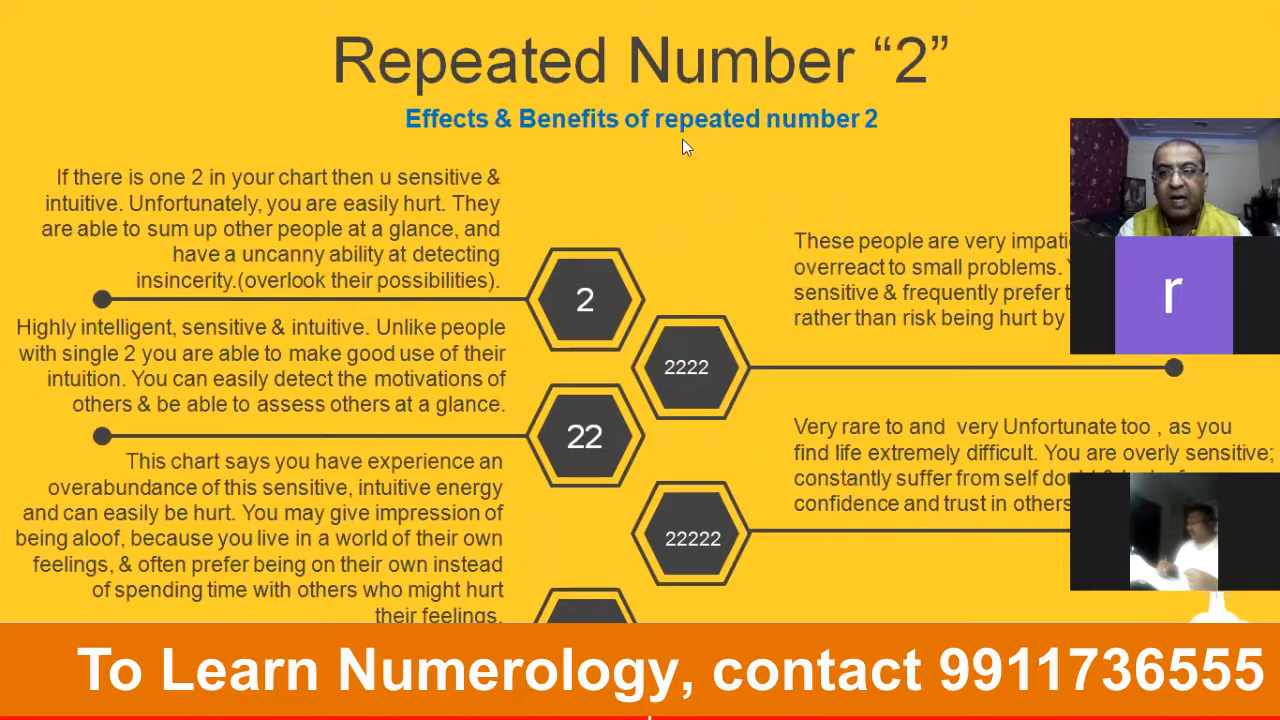 Repeated Number “2”
Effects & Benefits of repeated number 2
If there is one 2 in your chart then u sensitive &
intuitive. Unfortunately, you are easily hurt. They
are able to sum up other people at a glance, and
have a uncanny ability at detecting
insincerity.(overlook their possibilities).
2
Highly intelligent, sensitive & intuitive. Unlike people
with single 2 you are able to make good use of their
intuition. You can easily detect the motivations of
others & be able to assess others at a glance.
22
This chart says you have experience an
overabundance of this sensitive, intuitive energy
and can easily be hurt. You may give impression of
being aloof, because you live in a world of their own
feelings, & often prefer being on their own instead
of spending time with others who might hurt
their feelings.
These people are very
overreact to small problems.
sensitive & frequently prefer
rather than risk being hurt by
2222
Very rare to and very Unfortunate too , as you
find life extremely difficult. You are overly sensitive;
constantly suffer from self
confidence and trust in others
22222
r
To Learn Numerology, contact 9911736555